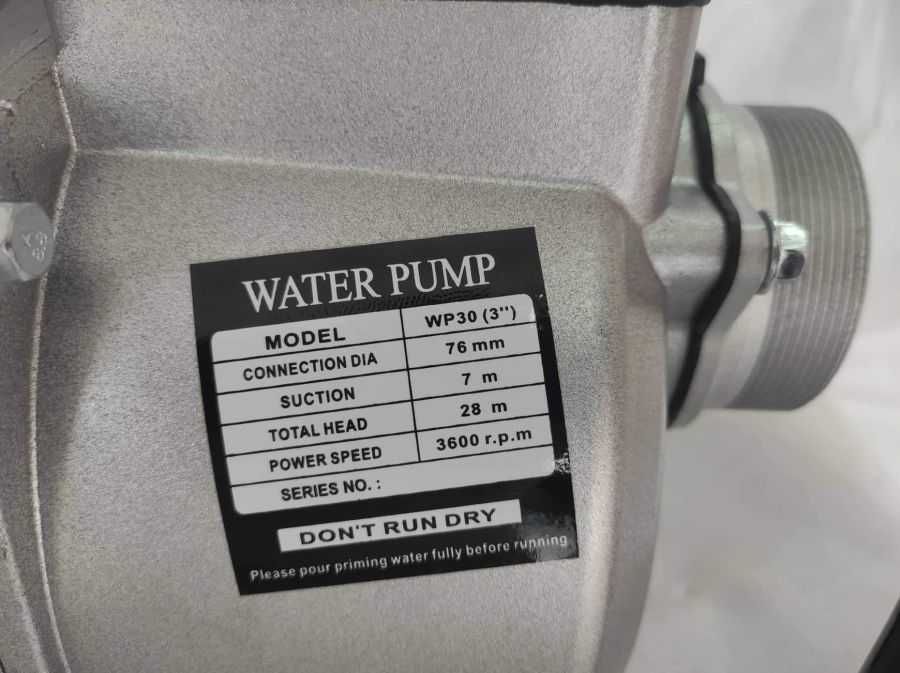 WATER PUMP
MODEL WP30 (3'')
CONNECTION DIA 76 mm
SUCTION 7 m
TOTAL HEAD 28 m
POWER SPEED 3600 r.p.m
SERIES NO. :
DON'T RUN DRY
Please pour priming water fully before running